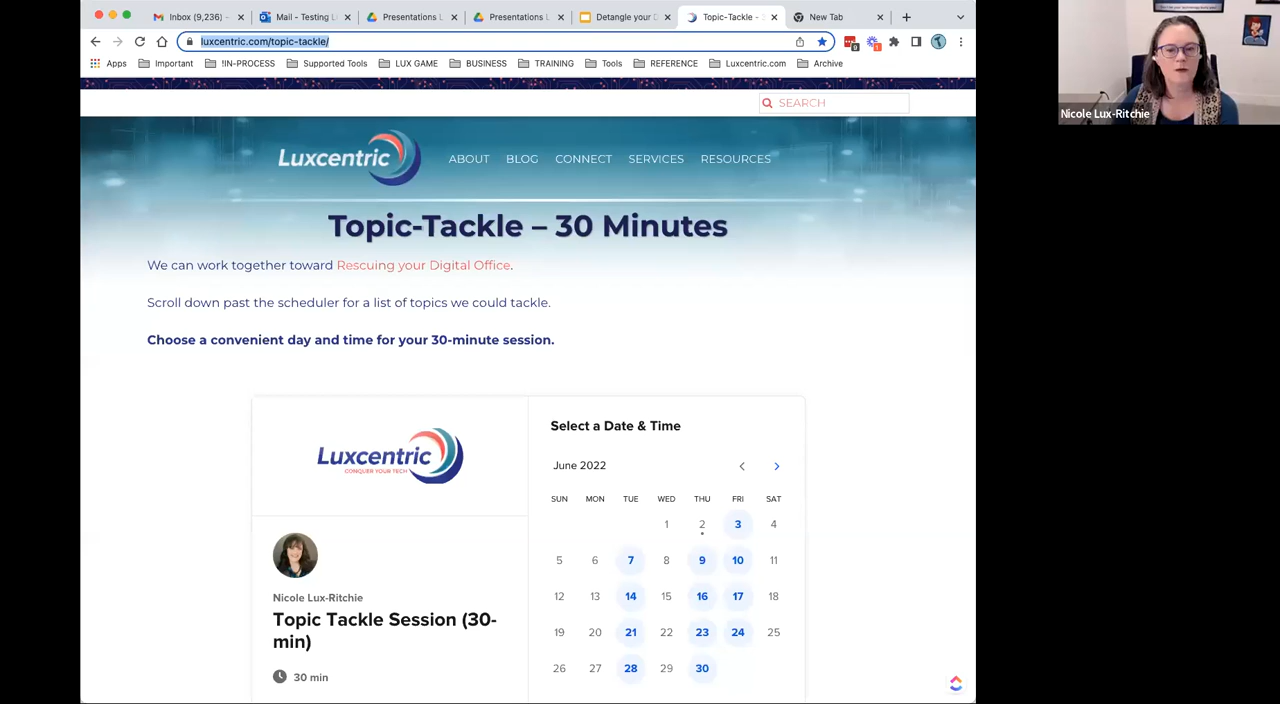 Inbox (9,236) -
Mail - Testing L
Presentations L
Presentations L
Detangle your D
Topic-Tackle - 3
New Tab
luxcentric.com/topic-tackle/
Apps
Important
!IN-PROCESS
Supported Tools
LUX GAME
BUSINESS
TRAINING
Tools
REFERENCE
Luxcentric.com
Archive
Nicole Lux-Ritchie
SEARCH
Luxcentric
ABOUT BLOG CONNECT SERVICES RESOURCES
Topic-Tackle – 30 Minutes
We can work together toward Rescuing your Digital Office.
Scroll down past the scheduler for a list of topics we could tackle.
Choose a convenient day and time for your 30-minute session.
Luxcentric
CONQUER YOUR TECH
Nicole Lux-Ritchie
Topic Tackle Session (30-
min)
30 min
Select a Date & Time
June 2022
SUN MON TUE WED THU FRI SAT
1 2 3 4
5 6 7 8 9 10 11
12 13 14 15 16 17 18
19 20 21 22 23 24 25
26 27 28 29 30